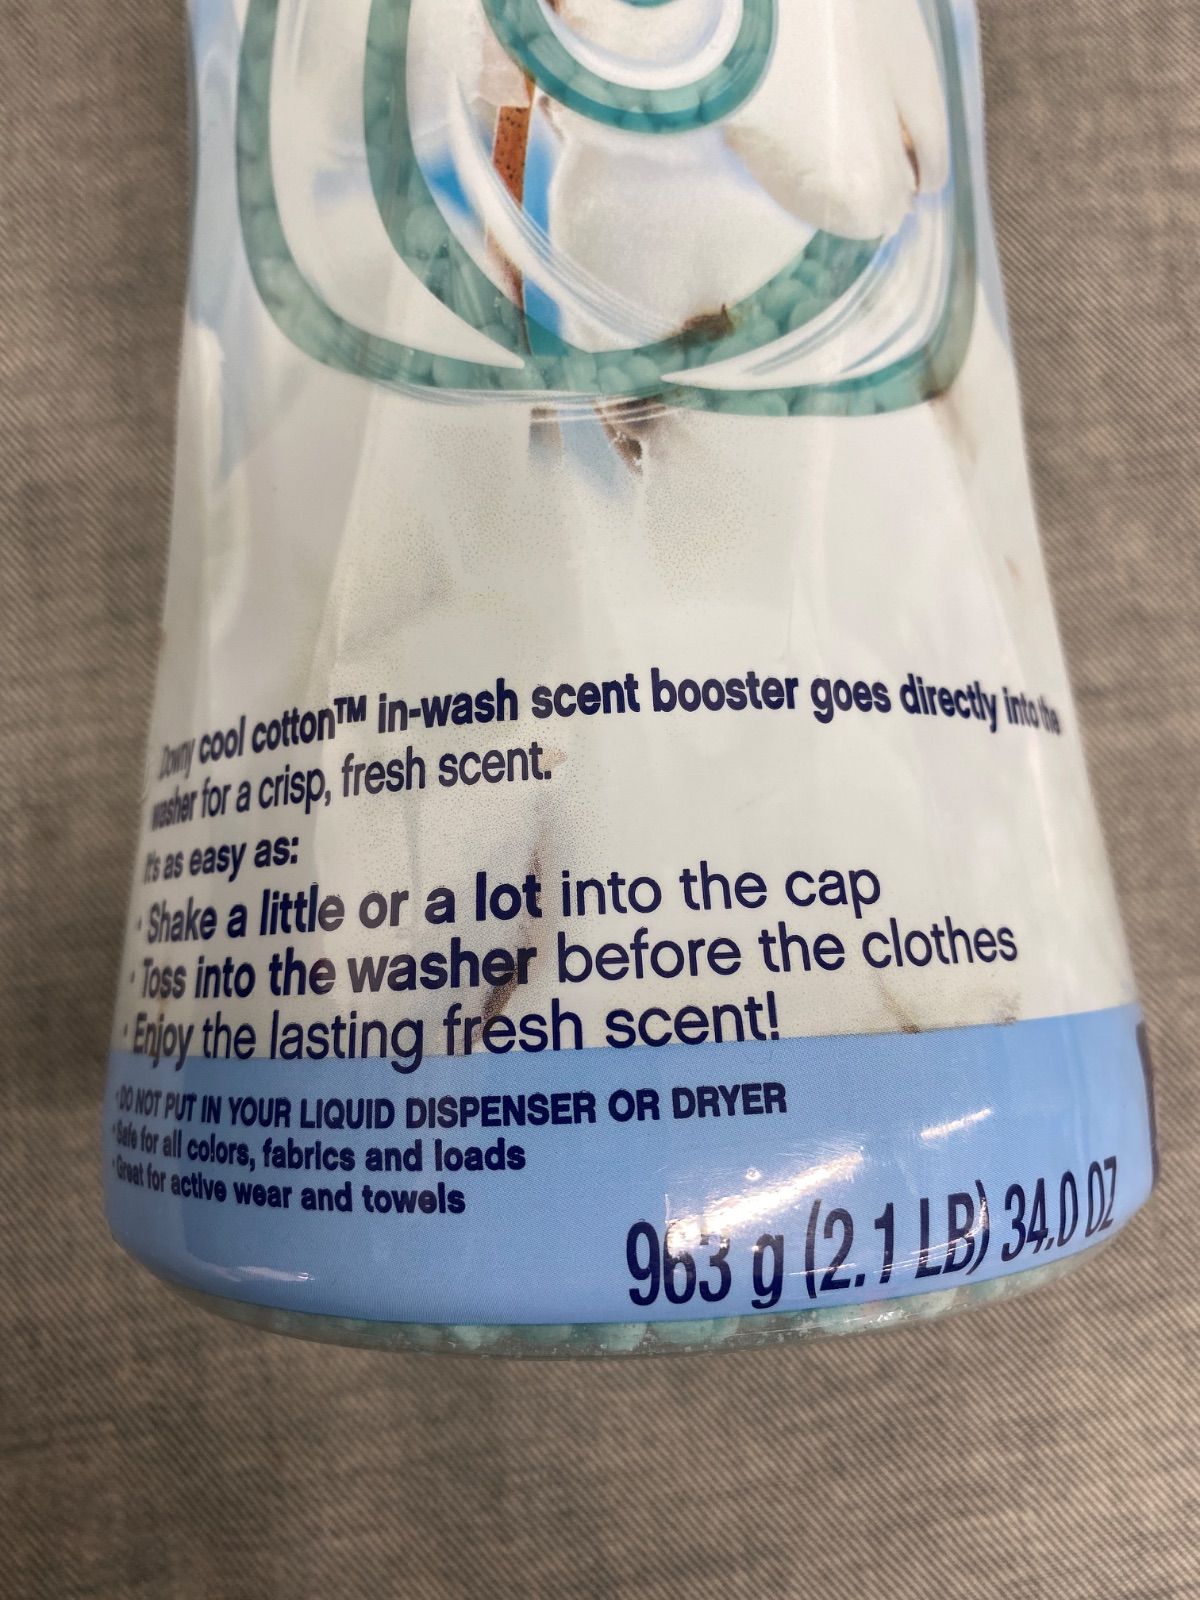 Downy cool cotton™ in-wash scent booster goes directly into the
washer for a crisp, fresh scent.
It's as easy as:
· Shake a little or a lot into the cap
· Toss into the washer before the clothes
· Enjoy the lasting fresh scent!
· DO NOT PUT IN YOUR LIQUID DISPENSER OR DRYER
· Safe for all colors, fabrics and loads
· Great for active wear and towels
963 g (2.1 LB) 34.0 OZ